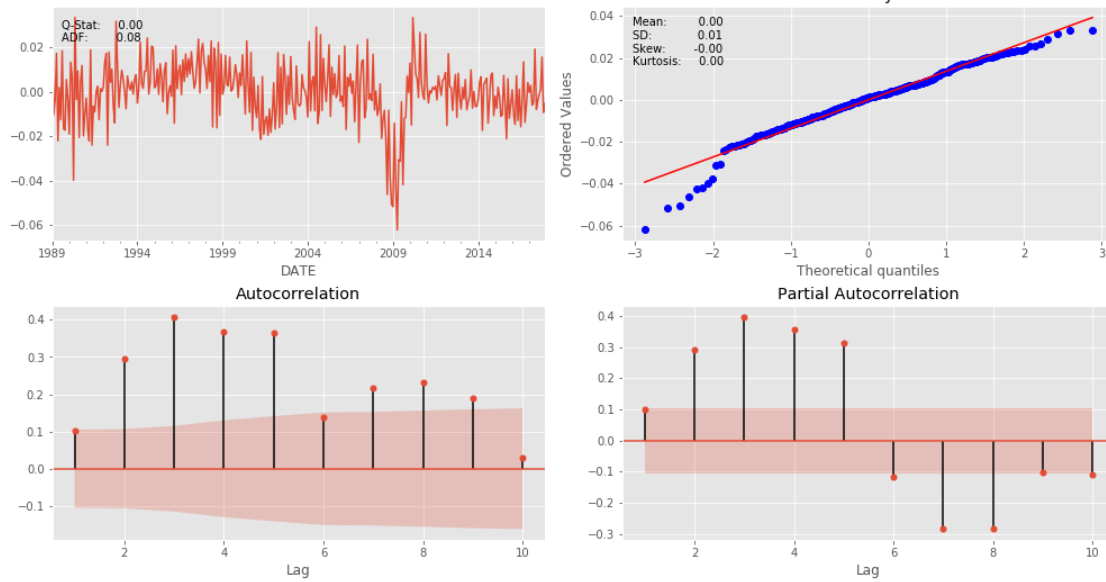 Q-Stat: 0.00
ADF: 0.08
0.02
0.00
−0.02
−0.04
−0.06
1989 1994 1999 2004 2009 2014
DATE
Mean: 0.00
SD: 0.01
Skew: -0.00
Kurtosis: 0.00
0.04
0.02
0.00
−0.02
−0.04
−0.06
Ordered Values
−3 −2 −1 0 1 2 3
Theoretical quantiles
Autocorrelation
0.4
0.3
0.2
0.1
0.0
−0.1
2 4 6 8 10
Lag
Partial Autocorrelation
0.4
0.3
0.2
0.1
0.0
−0.1
−0.2
−0.3
2 4 6 8 10
Lag